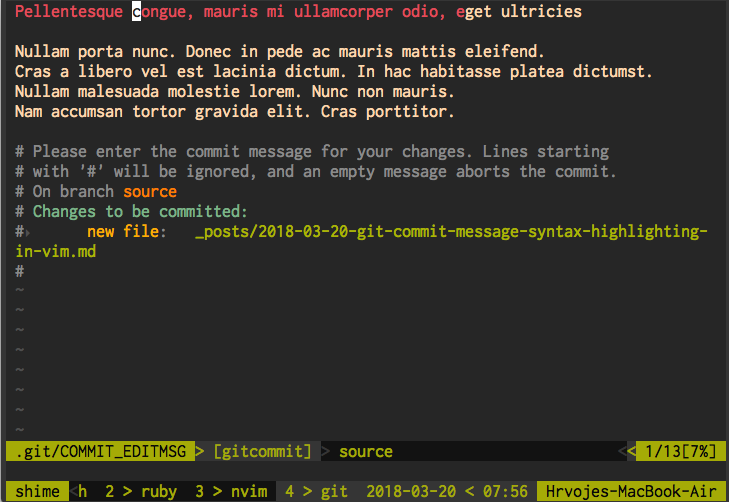 Pellentesque congue, mauris mi ullamcorper odio, eget ultricies
Nullam porta nunc. Donec in pede ac mauris mattis eleifend.
Cras a libero vel est lacinia dictum. In hac habitasse platea dictumst.
Nullam malesuada molestie lorem. Nunc non mauris.
Nam accumsan tortor gravida elit. Cras porttitor.
# Please enter the commit message for your changes. Lines starting
# with '#' will be ignored, and an empty message aborts the commit.
# On branch source
# Changes to be committed:
#▸      new file:   _posts/2018-03-20-git-commit-message-syntax-highlighting-
in-vim.md
#
~
~
~
~
~
~
~
~
.git/COMMIT_EDITMSG > [gitcommit] > source << 1/13[7%]
shime <h 2 > ruby 3 > nvim 4 > git 2018-03-20 < 07:56 Hrvojes-MacBook-Air